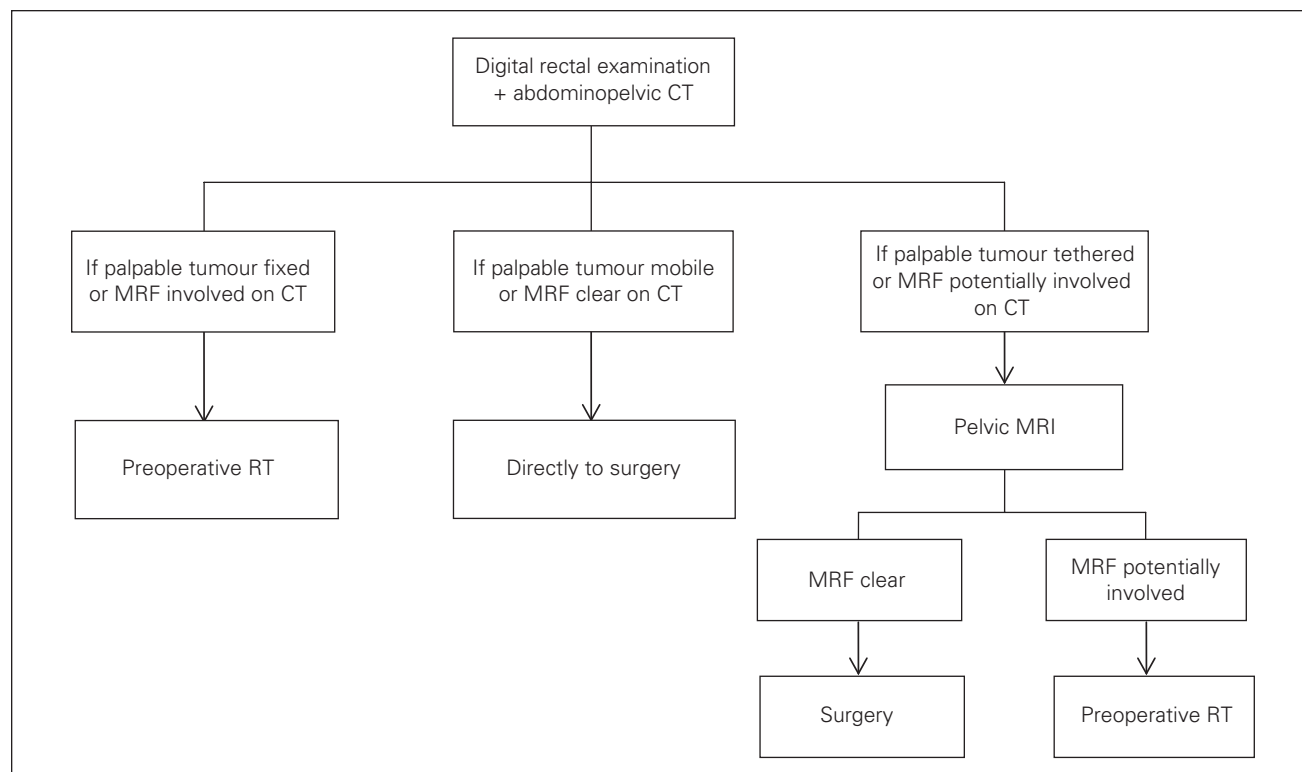 Digital rectal examination
+ abdominopelvic CT
If palpable tumour fixed
or MRF involved on CT
If palpable tumour mobile
or MRF clear on CT
If palpable tumour tethered
or MRF potentially involved
on CT
Preoperative RT
Directly to surgery
Pelvic MRI
MRF clear
MRF potentially
involved
Surgery
Preoperative RT